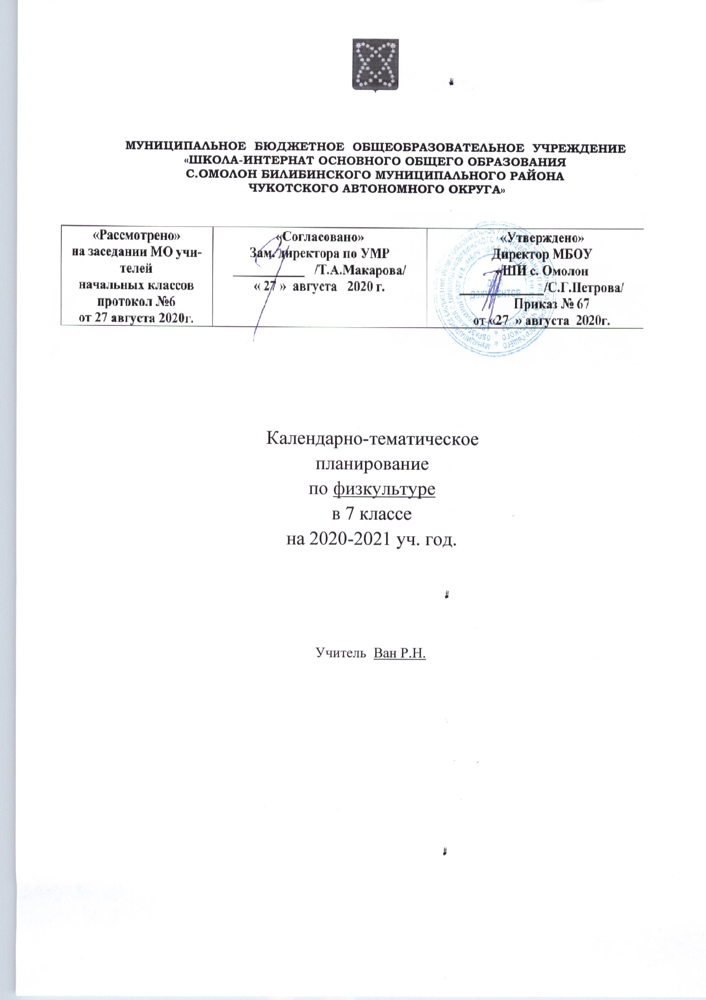 МУНИЦИПАЛЬНОЕ БЮДЖЕТНОЕ ОБЩЕОБРАЗОВАТЕЛЬНОЕ УЧРЕЖДЕНИЕ
«ШКОЛА-ИНТЕРНАТ ОСНОВНОГО ОБЩЕГО ОБРАЗОВАНИЯ
С.ОМОЛОН БИЛИБИНСКОГО МУНИЦИПАЛЬНОГО РАЙОНА
ЧУКОТСКОГО АВТОНОМНОГО ОКРУГА»
«Рассмотрено»
на заседании МО учи-
телей
начальных классов
протокол №6
от 27 августа 2020г.
«Согласовано»
Зам. директора по УМР
____________ /Т.А.Макарова/
« 27 » августа 2020 г.
«Утверждено»
Директор МБОУ
«ШИ с. Омолон
______________ /С.Г.Петрова/
Приказ № 67
от «27 » августа 2020г.
ДОКУМЕНТОВ
Календарно-тематическое
планирование
по физкультуре
в 7 классе
на 2020-2021 уч. год.
Учитель Ван Р.Н.